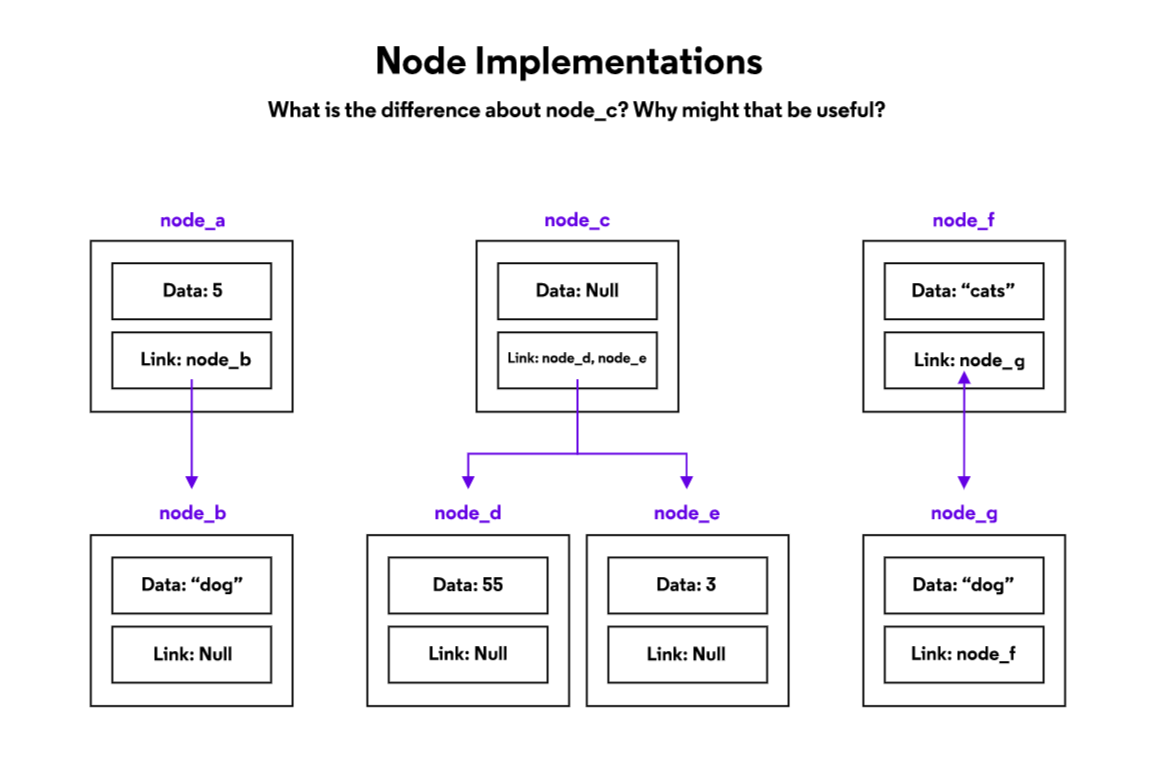 Node Implementations
What is the difference about node_c? Why might that be useful?
node_a
Data: 5
Link: node_b
node_b
Data: “dog”
Link: Null
node_c
Data: Null
Link: node_d, node_e
node_d
Data: 55
Link: Null
node_e
Data: 3
Link: Null
node_f
Data: “cats”
Link: node_g
node_g
Data: “dog”
Link: node_f